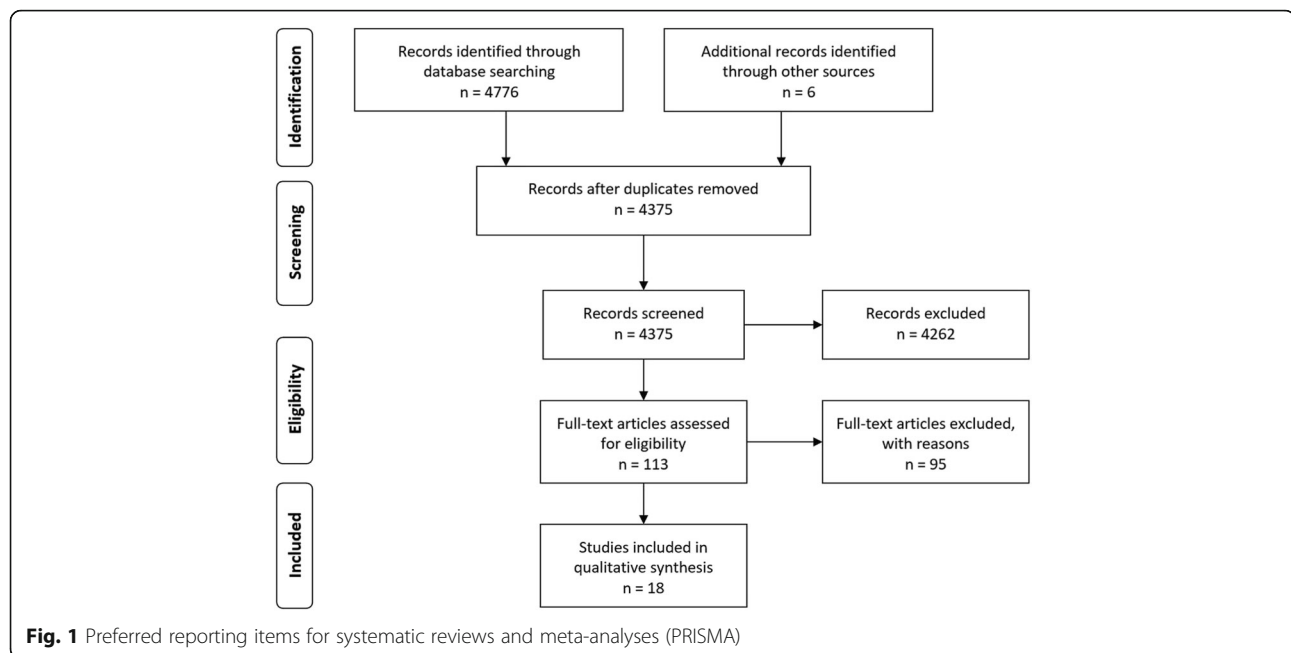 Identification
Records identified through
database searching
n = 4776
Additional records identified
through other sources
n = 6
Screening
Records after duplicates removed
n = 4375
Records screened
n = 4375
Records excluded
n = 4262
Eligibility
Full-text articles assessed
for eligibility
n = 113
Full-text articles excluded,
with reasons
n = 95
Included
Studies included in
qualitative synthesis
n = 18
Fig. 1 Preferred reporting items for systematic reviews and meta-analyses (PRISMA)